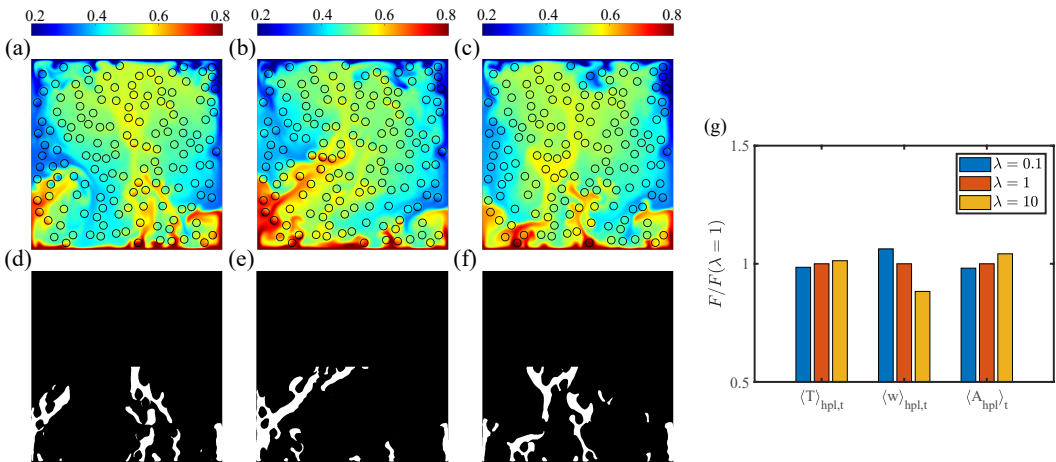 0.2 0.4 0.6 0.8 0.2 0.4 0.6 0.8 0.2 0.4 0.6 0.8
(a) (b) (c)
(d) (e) (f)
(g)
1.5
1
0.5
F/F(λ = 1)
λ = 0.1
λ = 1
λ = 10
⟨T⟩hpl,t ⟨w⟩hpl,t ⟨Ahpl⟩t